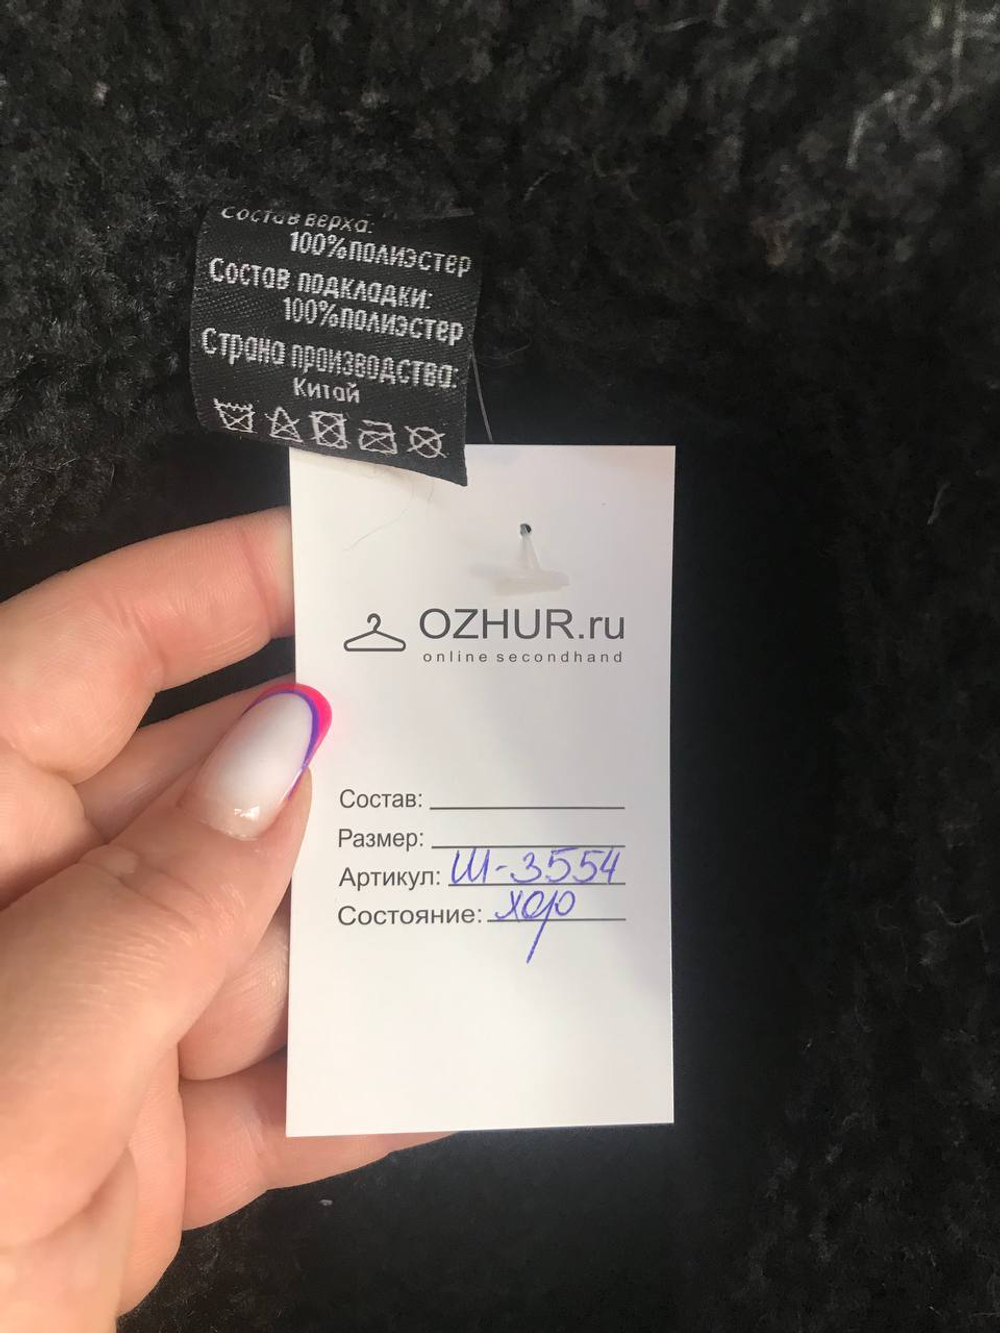 Состав верха:
100%полиэстер
Состав подкладки:
100%полиэстер
Страна производства:
Китай
OZHUR.ru
online secondhand
Состав:
Размер:
Артикул: Ш-3554
Состояние: хор